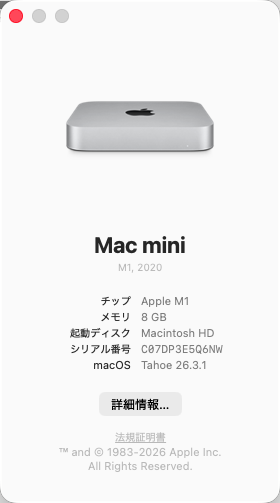 Mac mini
M1, 2020
チップ Apple M1
メモリ 8 GB
起動ディスク Macintosh HD
シリアル番号 C07DP3E5Q6NW
macOS Tahoe 26.3.1
詳細情報...
法規証明書
™ and © 1983-2026 Apple Inc.
All Rights Reserved.